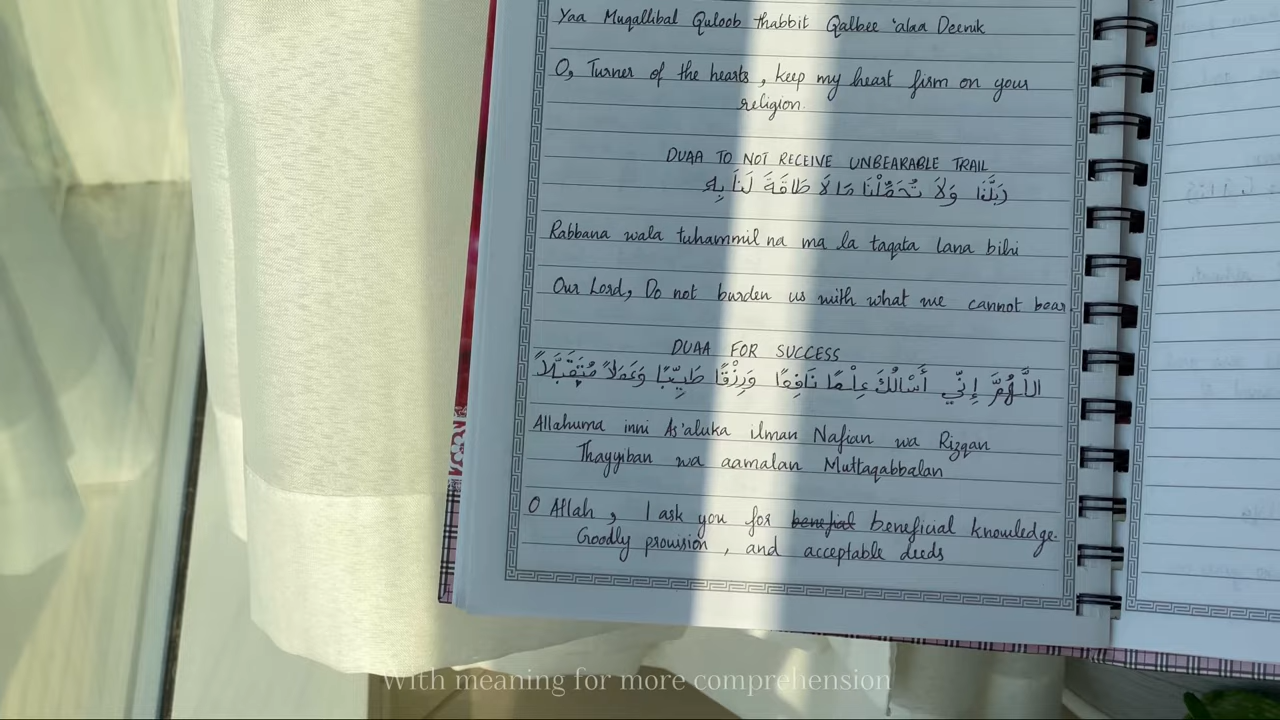 Yaa Muqallibal Quloob thabbit Qalbee 'alaa Deenik
O, Turner of the hearts, keep my heart firm on your
religion.
DUAA TO NOT RECEIVE UNBEARABLE TRAIL
رَبَّنَا وَلَا تُحَمِّلْنَا مَا لَا طَاقَةَ لَنَا بِهِ
Rabbana wala tuhammil na ma la taqata lana bihi
Our Lord, Do not burden us with what we cannot bear
DUAA FOR SUCCESS
اللَّهُمَّ إِنِّي أَسْالُكَ عِلْمًا نَافِعًا وَرِزْقًا طَيِّبًا وَعَمَلاً مُتَقَبَّلاً
Allahuma inni As'aluka ilman Nafian wa Rizqan
Thayyiban wa aamalan Muttaqabbalan
O Allah, I ask you for benefial beneficial knowledge.
Goodly provision, and acceptable deeds
With meaning for more comprehension